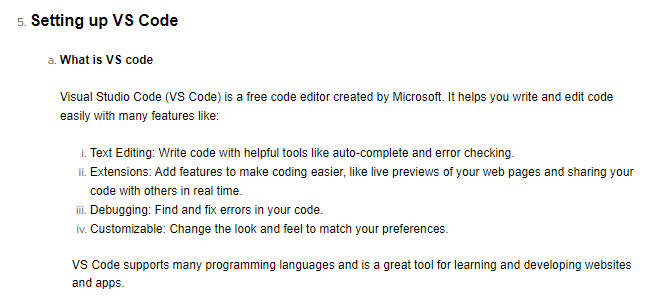 5. Setting up VS Code
a. What is VS code
Visual Studio Code (VS Code) is a free code editor created by Microsoft. It helps you write and edit code
easily with many features like:
i. Text Editing: Write code with helpful tools like auto-complete and error checking.
ii. Extensions: Add features to make coding easier, like live previews of your web pages and sharing your
code with others in real time.
iii. Debugging: Find and fix errors in your code.
iv. Customizable: Change the look and feel to match your preferences.
VS Code supports many programming languages and is a great tool for learning and developing websites
and apps.